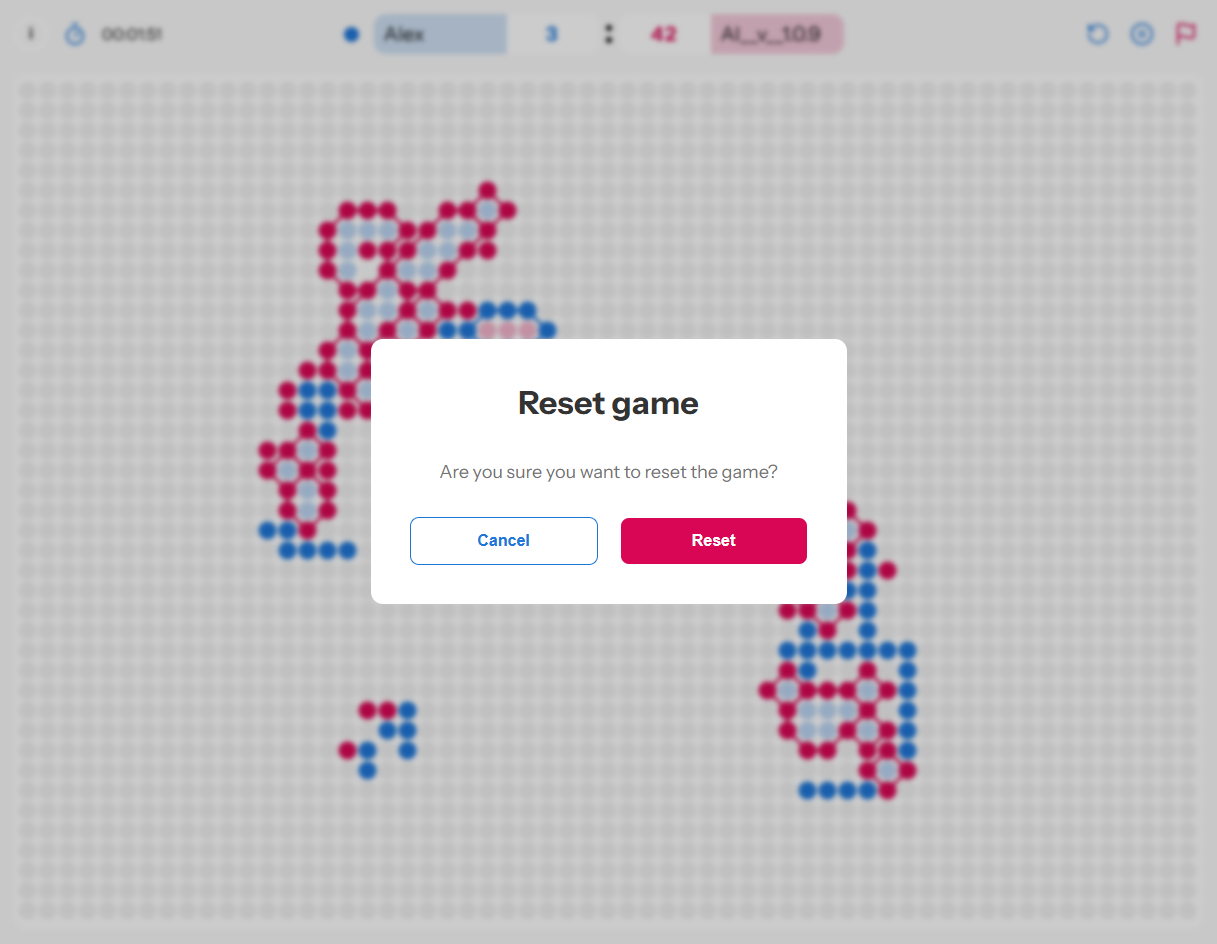 00:01:51
Alex
3
:
42
AI__v__1.0.9
Reset game
Are you sure you want to reset the game?
Cancel
Reset